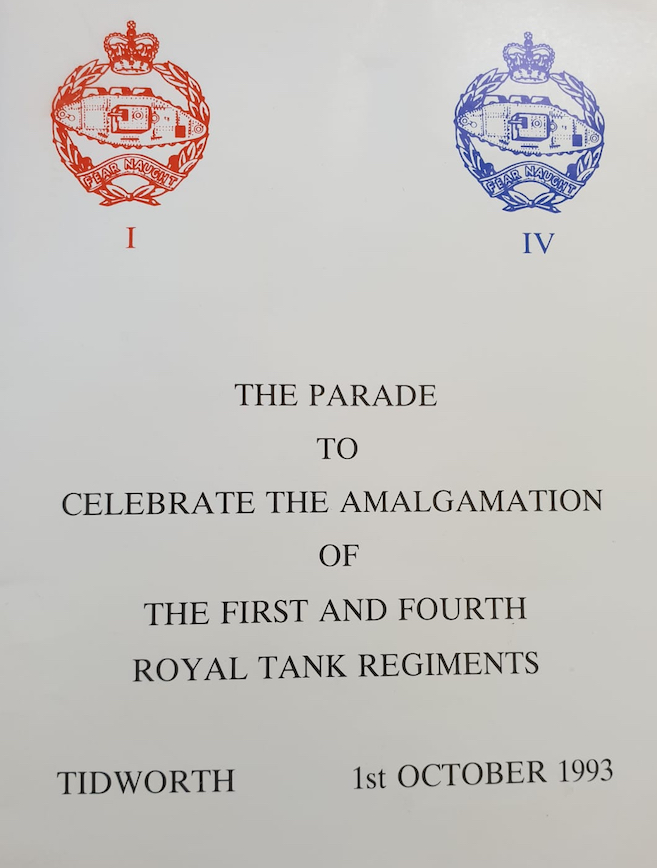 FEAR NAUGHT
FEAR NAUGHT
I
IV
THE PARADE
TO
CELEBRATE THE AMALGAMATION
OF
THE FIRST AND FOURTH
ROYAL TANK REGIMENTS
TIDWORTH 1st OCTOBER 1993